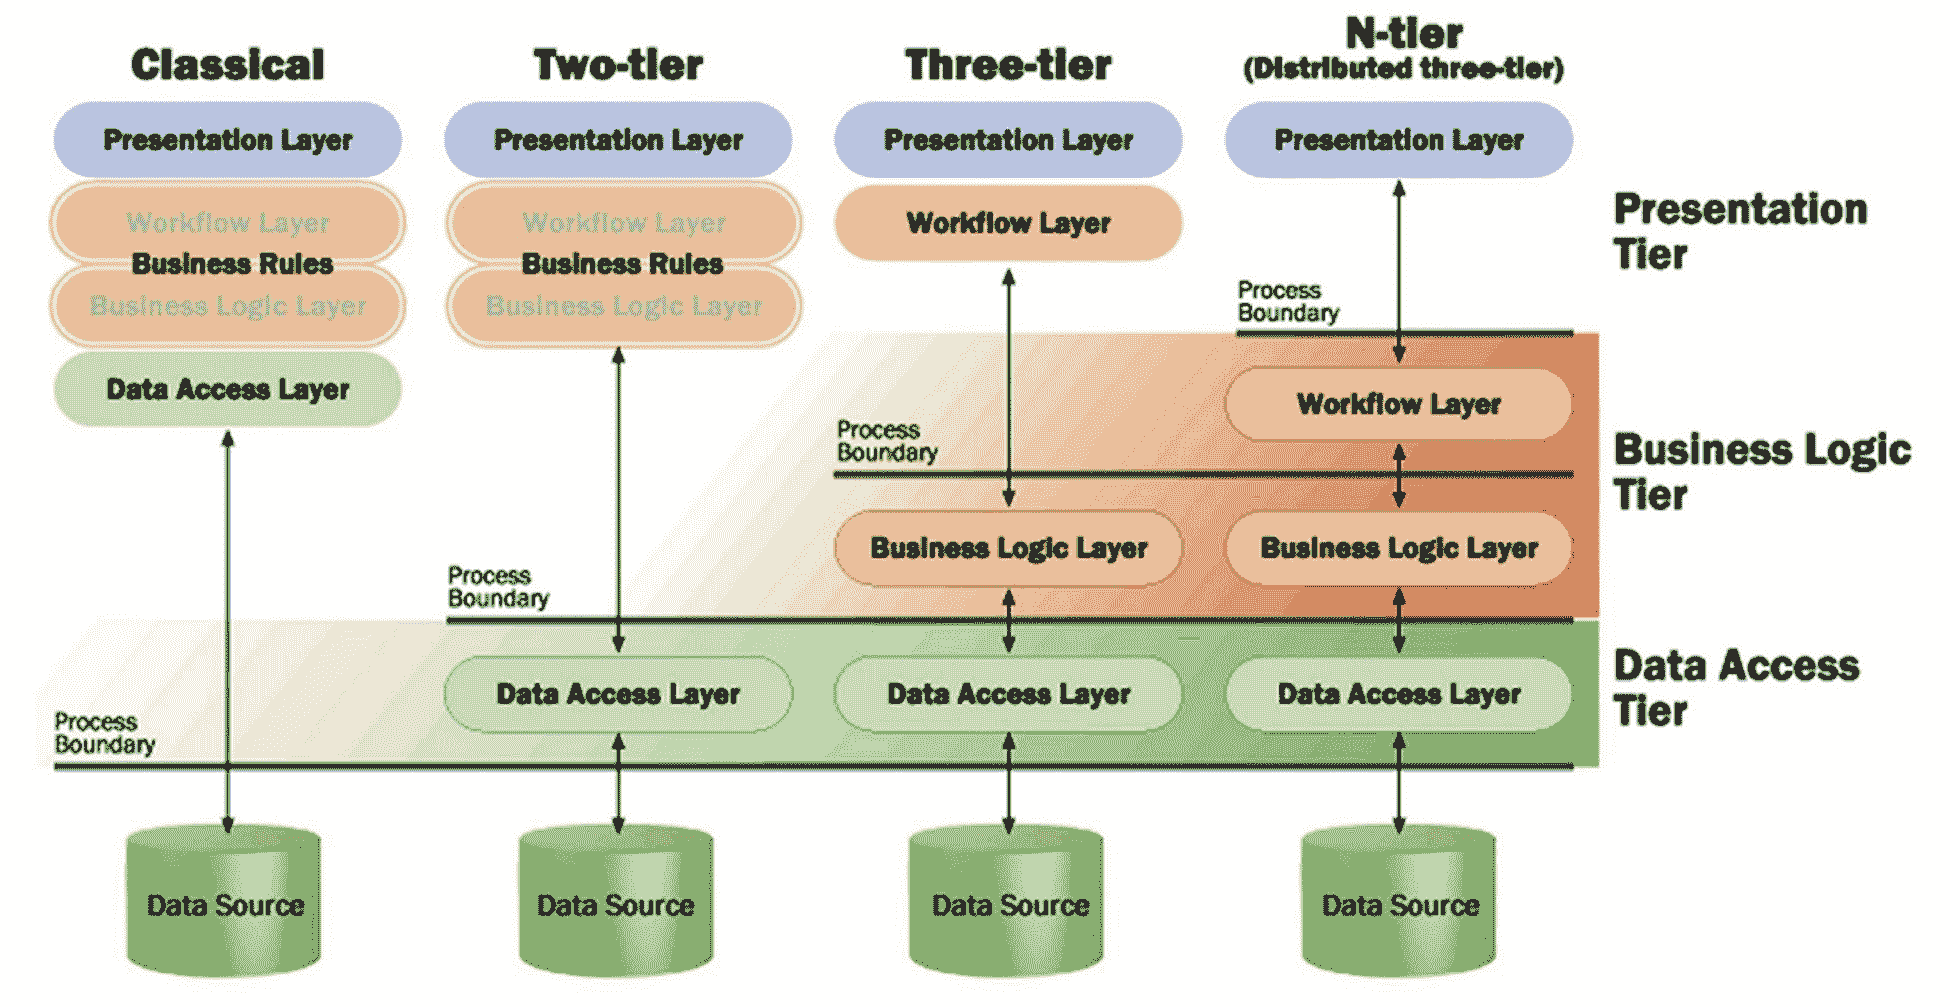 Classical
Two-tier
Three-tier
N-tier
(Distributed three-tier)
Presentation Layer
Presentation Layer
Presentation Layer
Presentation Layer
Workflow Layer
Business Rules
Business Logic Layer
Workflow Layer
Business Rules
Business Logic Layer
Workflow Layer
Presentation
Tier
Process
Boundary
Data Access Layer
Workflow Layer
Process
Boundary
Business Logic
Tier
Business Logic Layer
Business Logic Layer
Process
Boundary
Data Access Layer
Data Access Layer
Data Access Layer
Data Access
Tier
Process
Boundary
Data Source
Data Source
Data Source
Data Source